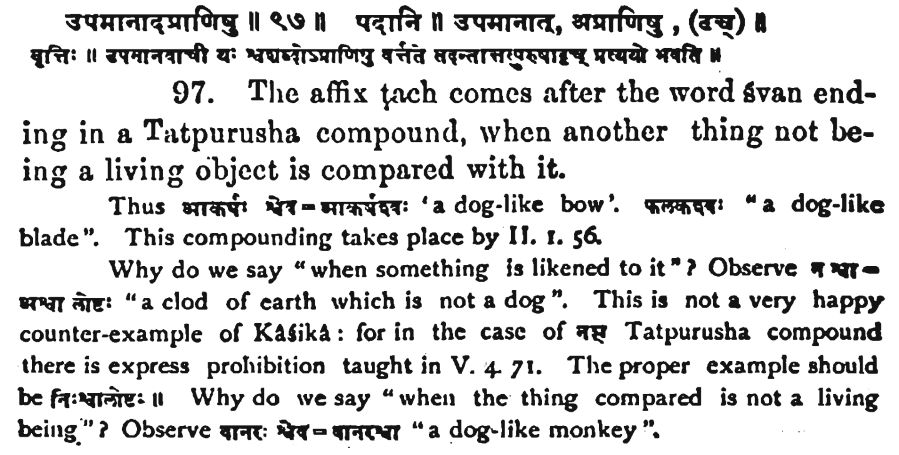 उपमानादप्राणिषु ॥ ९७ ॥ पदानि ॥ उपमानात्, अप्राणिषु, (टच्) ॥
वृत्तिः ॥ उपमानवाची यः श्वशब्दोऽप्राणिषु वर्त्तते तदन्तात्तत्पुरुषाट्टच् प्रत्ययो भवति ॥
97. The affix ṭach comes after the word śvan end-
ing in a Tatpurusha compound, when another thing not be-
ing a living object is compared with it.
Thus आकर्षः श्वेव = आकर्षश्वः 'a dog-like bow'. फलकश्वः "a dog-like
blade". This compounding takes place by II. 1. 56.
Why do we say "when something is likened to it"? Observe न श्वा =
अश्वा लोष्टः "a clod of earth which is not a dog". This is not a very happy
counter-example of Kâśikâ: for in the case of नञ् Tatpurusha compound
there is express prohibition taught in V. 4. 71. The proper example should
be निःश्वालोष्टः ॥ Why do we say "when the thing compared is not a living
being"? Observe वानरः श्वेव = वानरश्वा "a dog-like monkey".